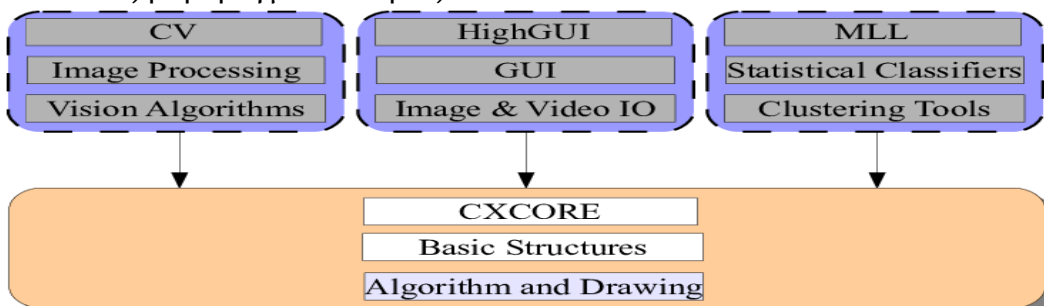 CV
Image Processing
Vision Algorithms
HighGUI
GUI
Image & Video IO
MLL
Statistical Classifiers
Clustering Tools
CXCORE
Basic Structures
Algorithm and Drawing